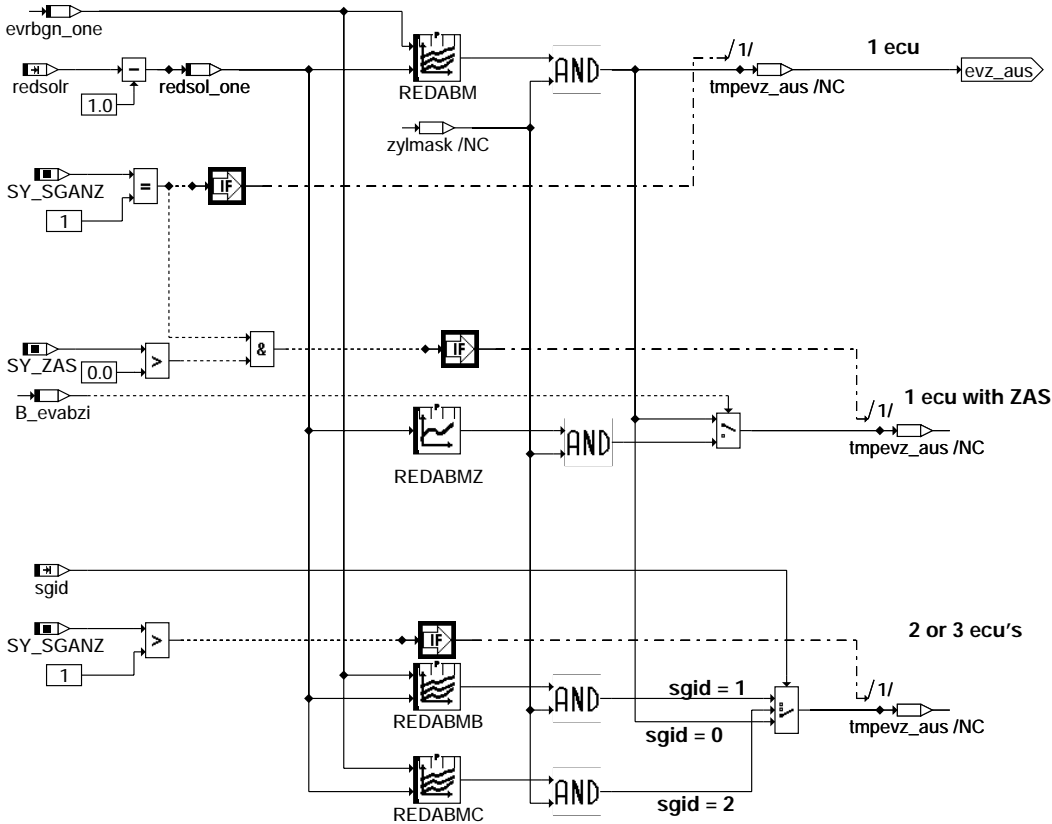 evrbgn_one
redsolr
1.0
redsol_one
REDABM
P
AND
zylmask /NC
/1/
1 ecu
tmpevz_aus /NC
evz_aus
SY_SGANZ
1
=
IF
SY_ZAS
0.0
>
&
IF
B_evabzi
P
REDABMZ
AND
1 ecu with ZAS
/1/
tmpevz_aus /NC
sgid
SY_SGANZ
1
>
IF
2 or 3 ecu's
P
REDABMB
AND
sgid = 1
/1/
tmpevz_aus /NC
sgid = 0
P
REDABMC
AND
sgid = 2